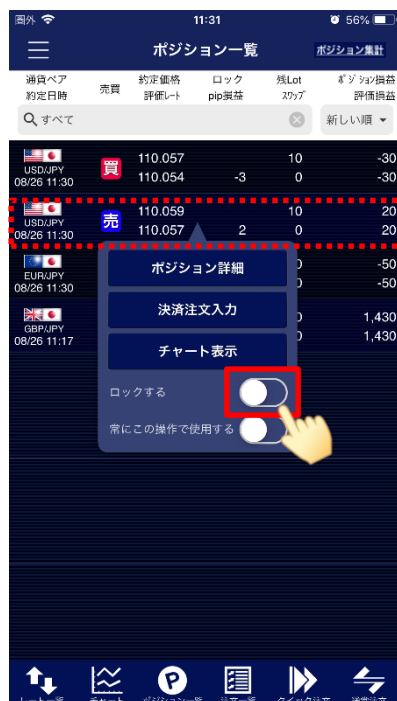 圏外 11:31 56%
ポジション一覧 ポジション集計
通貨ペア 売買 約定価格 ロック 残Lot ポジション損益
約定日時 評価レート pip損益 スワップ 評価損益
すべて 新しい順
USD/JPY 買 110.057 10 -30
08/26 11:30 110.054 -3 0 -30
USD/JPY 売 110.059 10 20
08/26 11:30 110.057 2 0 20
EUR/JPY -50
08/26 11:30 -50
GBP/JPY 1,430
08/26 11:17 1,430
ポジション詳細
決済注文入力
チャート表示
ロックする
常にこの操作で使用する
P